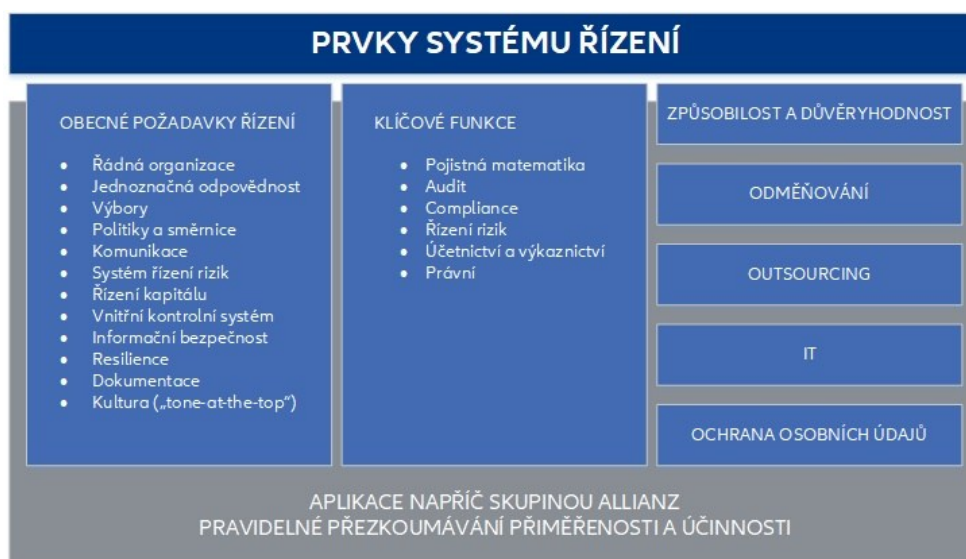 PRVKY SYSTÉMU ŘÍZENÍ
OBECNÉ POŽADAVKY ŘÍZENÍ
• Řádná organizace
• Jednoznačná odpovědnost
• Výbory
• Politiky a směrnice
• Komunikace
• Systém řízení rizik
• Řízení kapitálu
• Vnitřní kontrolní systém
• Informační bezpečnost
• Resilience
• Dokumentace
• Kultura („tone-at-the-top“)
KLÍČOVÉ FUNKCE
• Pojistná matematika
• Audit
• Compliance
• Řízení rizik
• Účetnictví a výkaznictví
• Právní
ZPŮSOBILOST A DŮVĚRYHODNOST
ODMĚŇOVÁNÍ
OUTSOURCING
IT
OCHRANA OSOBNÍCH ÚDAJŮ
APLIKACE NAPŘÍČ SKUPINOU ALLIANZ
PRAVIDELNÉ PŘEZKOUMÁVÁNÍ PŘIMĚŘENOSTI A ÚČINNOSTI